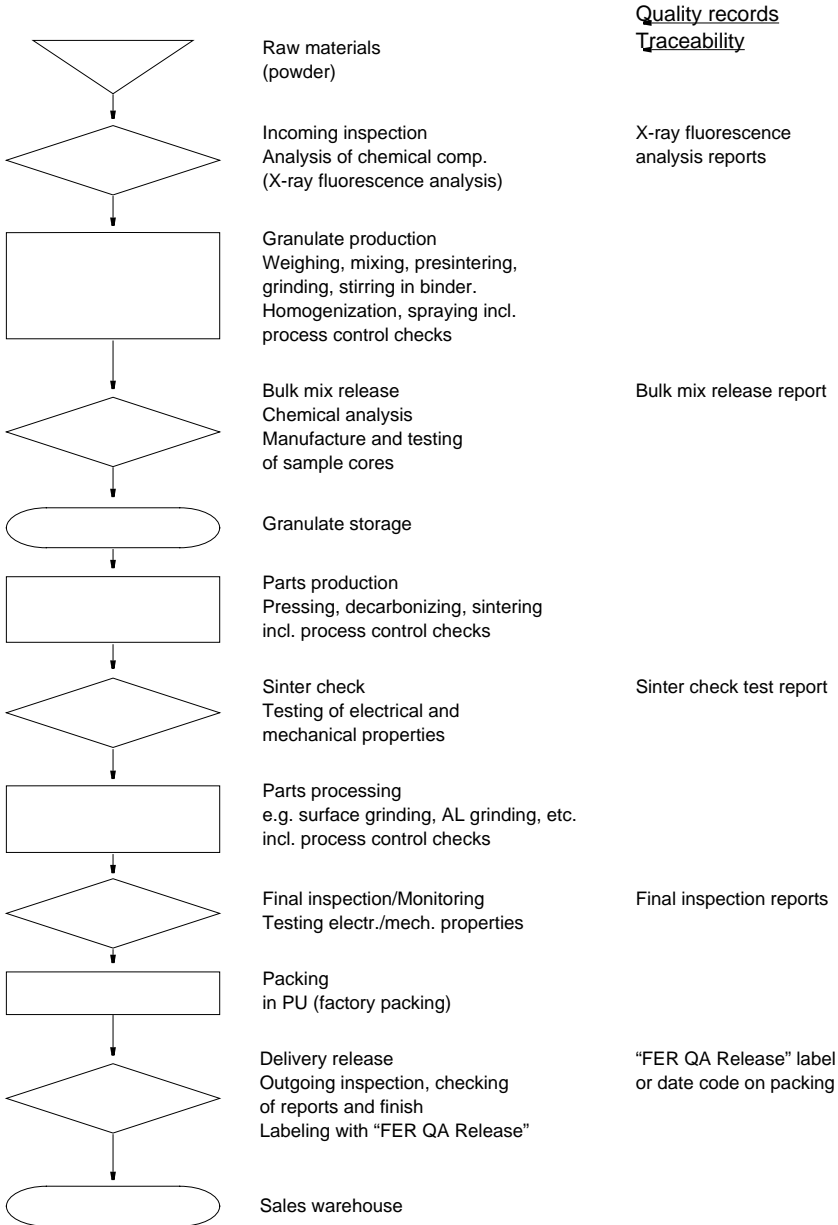 Quality records
Traceability
Raw materials
(powder)
Incoming inspection
Analysis of chemical comp.
(X-ray fluorescence analysis)
X-ray fluorescence
analysis reports
Granulate production
Weighing, mixing, presintering,
grinding, stirring in binder.
Homogenization, spraying incl.
process control checks
Bulk mix release
Chemical analysis
Manufacture and testing
of sample cores
Bulk mix release report
Granulate storage
Parts production
Pressing, decarbonizing, sintering
incl. process control checks
Sinter check
Testing of electrical and
mechanical properties
Sinter check test report
Parts processing
e.g. surface grinding, AL grinding, etc.
incl. process control checks
Final inspection/Monitoring
Testing electr./mech. properties
Final inspection reports
Packing
in PU (factory packing)
Delivery release
Outgoing inspection, checking
of reports and finish
Labeling with “FER QA Release”
“FER QA Release” label
or date code on packing
Sales warehouse